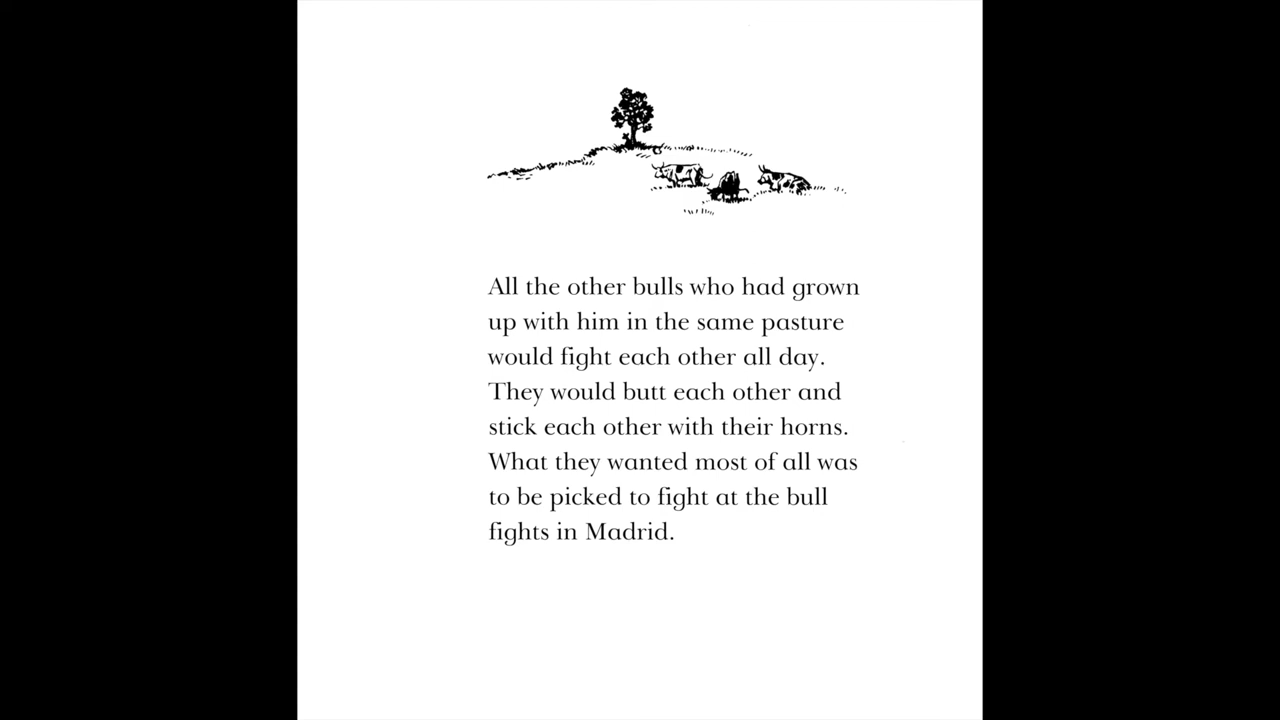 All the other bulls who had grown
up with him in the same pasture
would fight each other all day.
They would butt each other and
stick each other with their horns.
What they wanted most of all was
to be picked to fight at the bull
fights in Madrid.